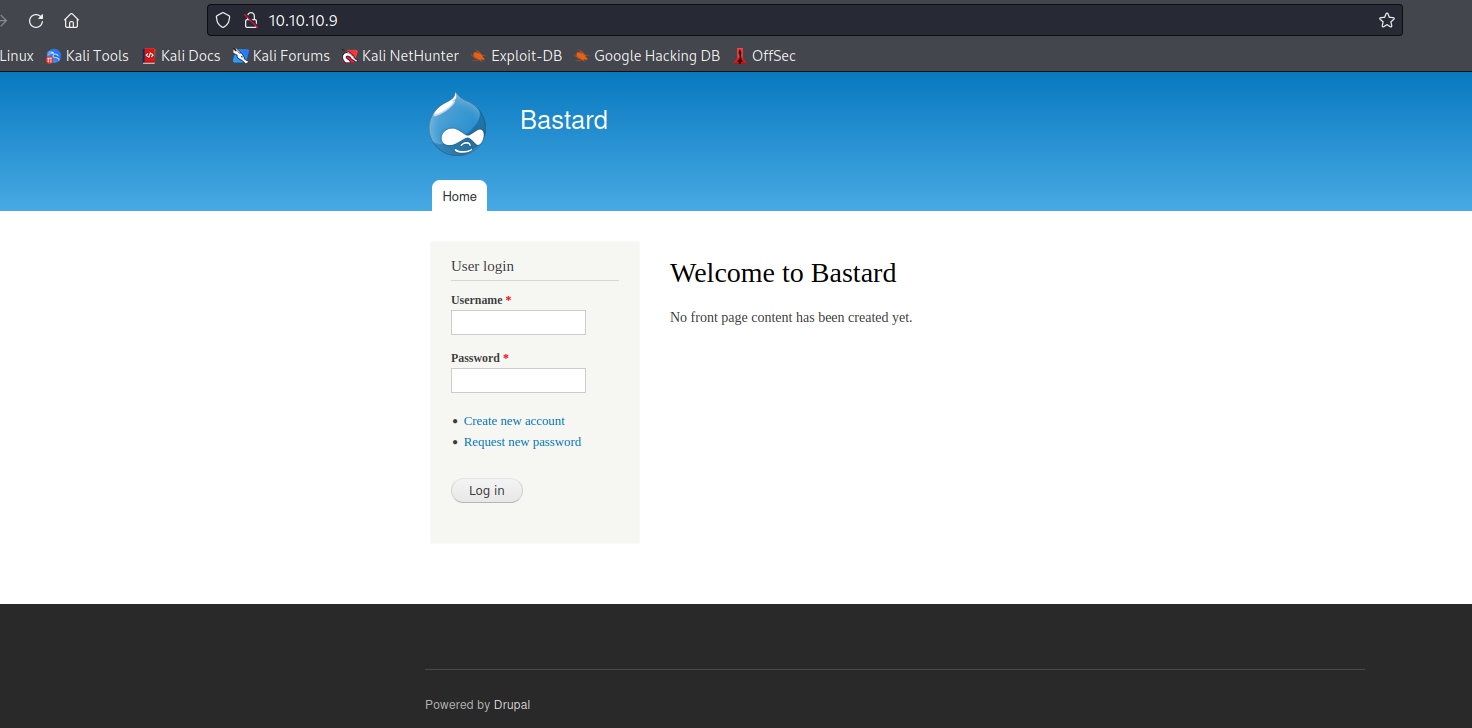 10.10.10.9
Linux Kali Tools Kali Docs Kali Forums Kali NetHunter Exploit-DB Google Hacking DB OffSec
Bastard
Home
User login
Username *
Password *
Create new account
Request new password
Log in
Welcome to Bastard
No front page content has been created yet.
Powered by Drupal